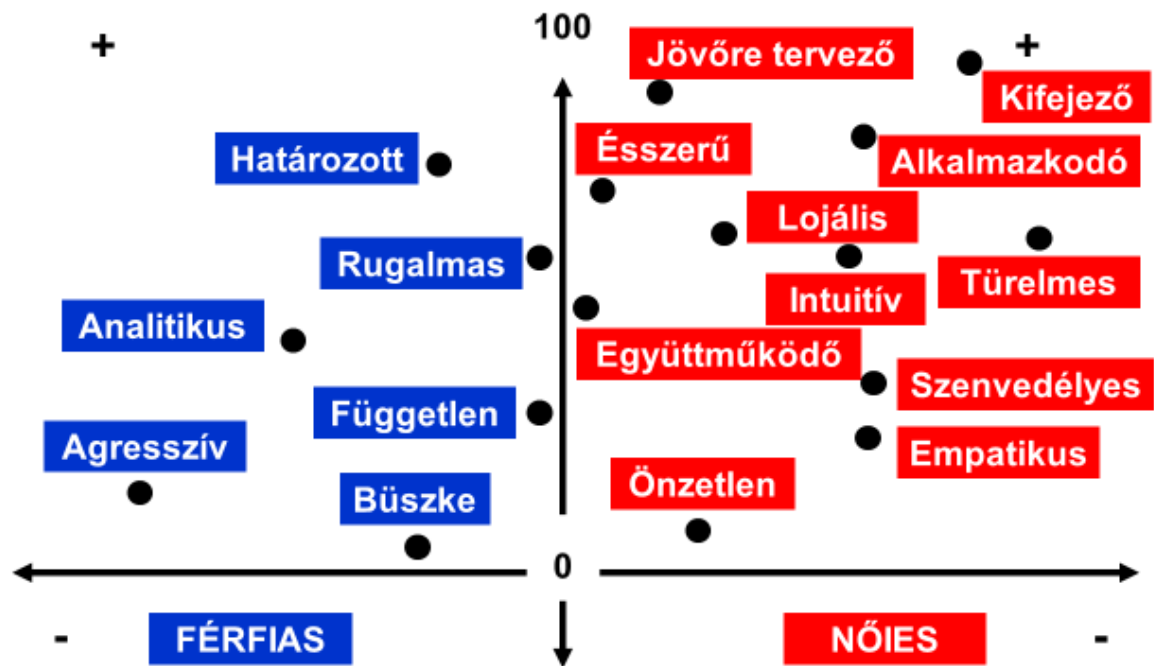 +
100
+
Jövőre tervező
Kifejező
Határozott
Ésszerű
Alkalmazkodó
Lojális
Rugalmas
Türelmes
Intuitív
Analitikus
Együttműködő
Szenvedélyes
Független
Agresszív
Empatikus
Büszke
Önzetlen
0
-
FÉRFIAS
NŐIES
-